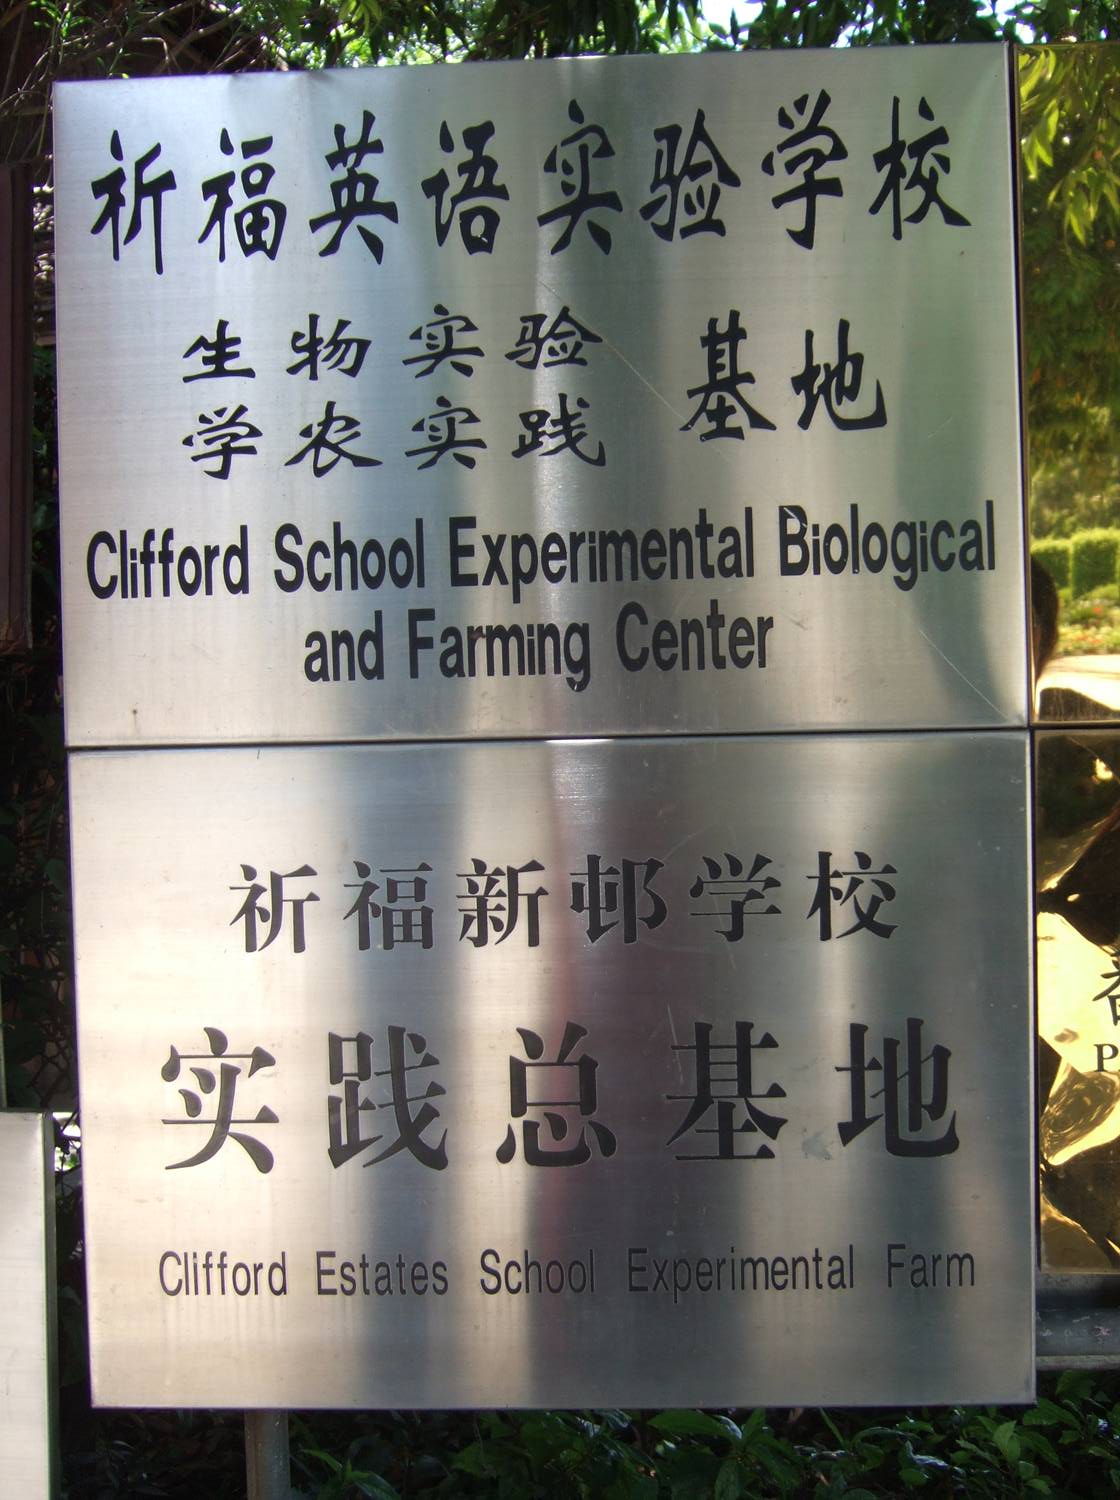 祈福英语实验学校
生物实验
学农实践
基地
Clifford School Experimental Biological
and Farming Center
祈福新邨学校
实践总基地
Clifford Estates School Experimental Farm